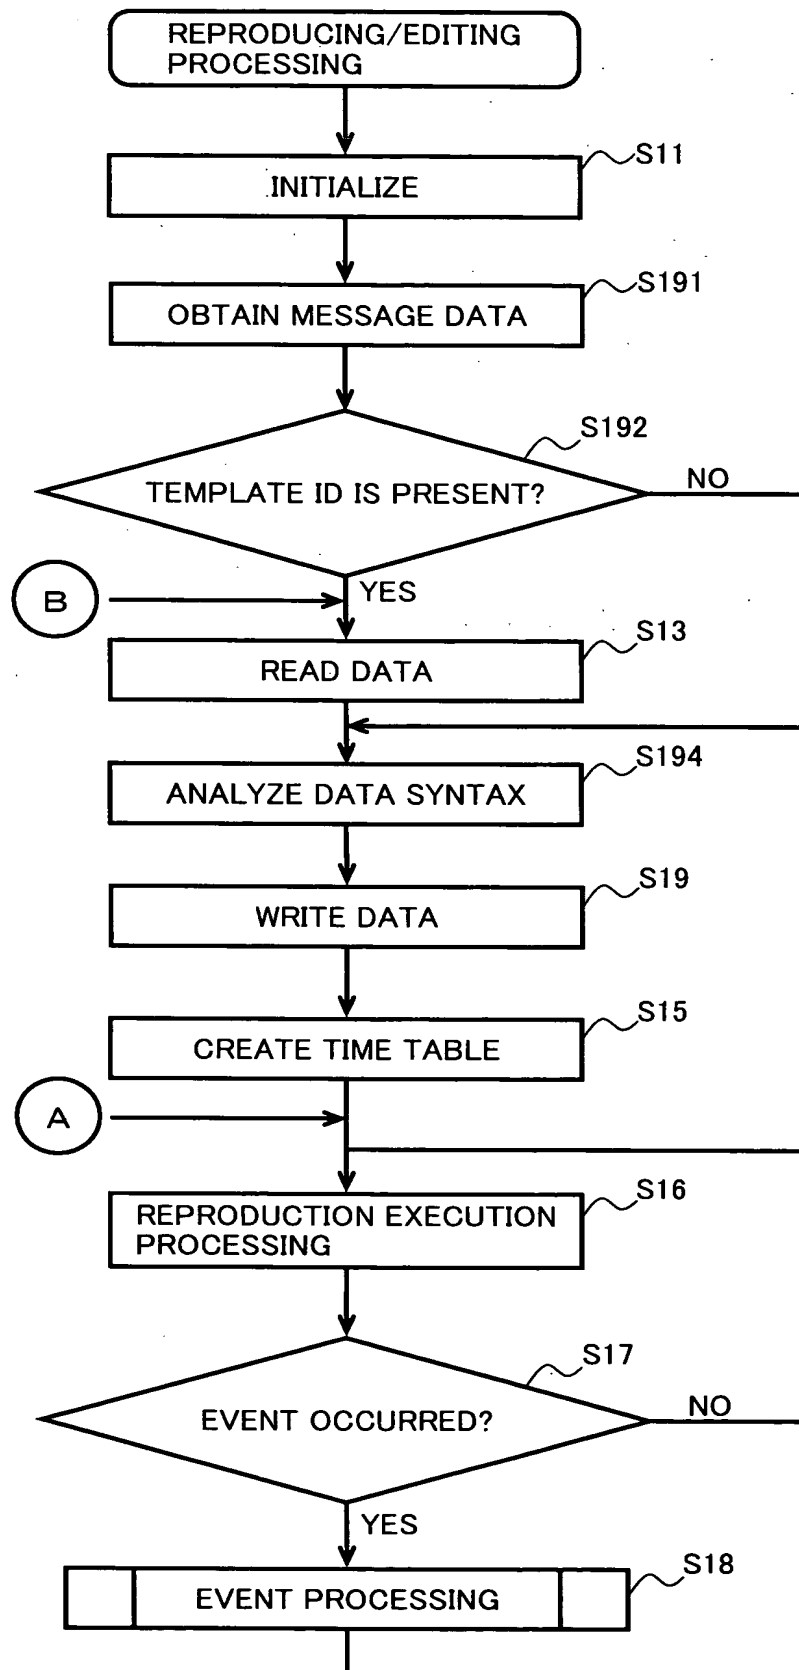 REPRODUCING/EDITING
PROCESSING
S11
INITIALIZE
S191
OBTAIN MESSAGE DATA
S192
TEMPLATE ID IS PRESENT?
NO
YES
B
S13
READ DATA
S194
ANALYZE DATA SYNTAX
S19
WRITE DATA
S15
CREATE TIME TABLE
A
S16
REPRODUCTION EXECUTION
PROCESSING
S17
EVENT OCCURRED?
NO
YES
S18
EVENT PROCESSING